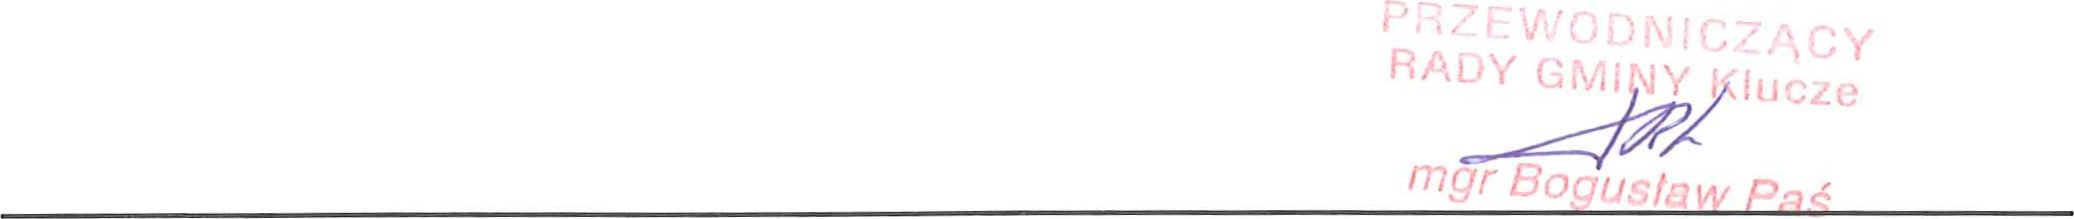 PRZEWODNICZĄCY
RADY GMINY Klucze
mgr Bogusław Paś